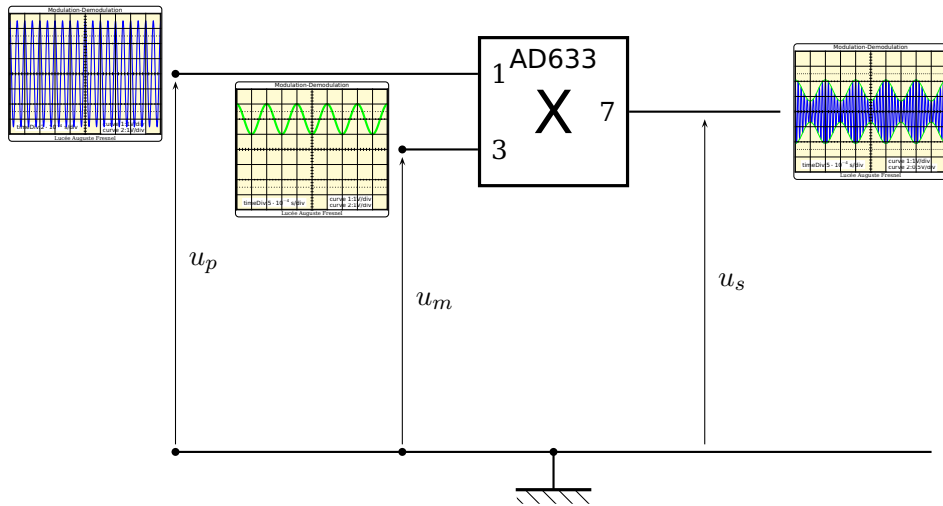 Modulation-Demodulation
curve 1:1V/div
curve 2:1V/div
Lucée Auguste Fresnel
Modulation-Demodulation
timeDiv:5·10⁻⁴ s/div
curve 1:1V/div
curve 2:1V/div
Lucée Auguste Fresnel
AD633
1
X
7
3
Modulation-Demodulation
timeDiv:5·10⁻⁴ s/div
curve 1:1V/div
curve 2:0.5V/div
Lucée Auguste Fresnel
u_p
u_m
u_s